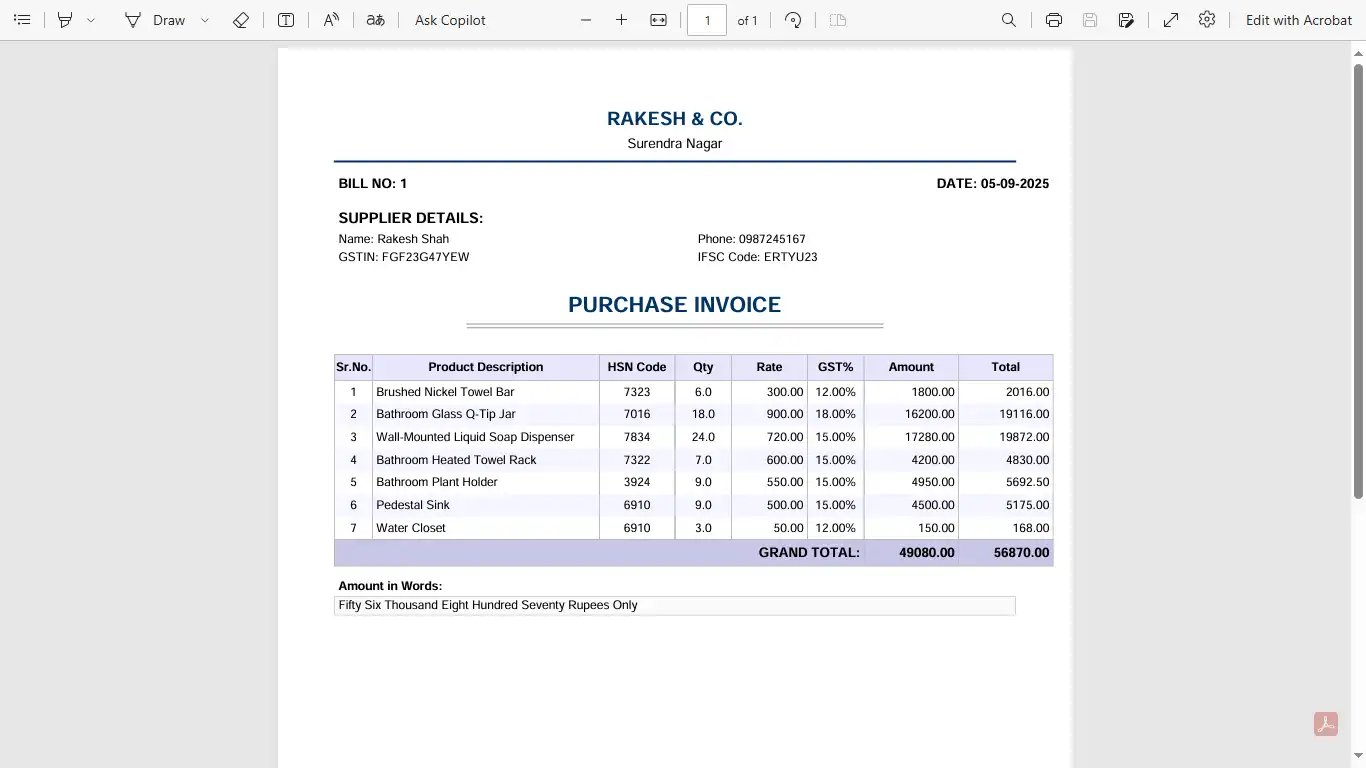 Draw Ask Copilot 1 of 1 Edit with Acrobat
RAKESH & CO.
Surendra Nagar
BILL NO: 1 DATE: 05-09-2025
SUPPLIER DETAILS:
Name: Rakesh Shah Phone: 0987245167
GSTIN: FGF23G47YEW IFSC Code: ERTYU23
PURCHASE INVOICE
Sr.No. Product Description HSN Code Qty Rate GST% Amount Total
1 Brushed Nickel Towel Bar 7323 6.0 300.00 12.00% 1800.00 2016.00
2 Bathroom Glass Q-Tip Jar 7016 18.0 900.00 18.00% 16200.00 19116.00
3 Wall-Mounted Liquid Soap Dispenser 7834 24.0 720.00 15.00% 17280.00 19872.00
4 Bathroom Heated Towel Rack 7322 7.0 600.00 15.00% 4200.00 4830.00
5 Bathroom Plant Holder 3924 9.0 550.00 15.00% 4950.00 5692.50
6 Pedestal Sink 6910 9.0 500.00 15.00% 4500.00 5175.00
7 Water Closet 6910 3.0 50.00 12.00% 150.00 168.00
GRAND TOTAL: 49080.00 56870.00
Amount in Words:
Fifty Six Thousand Eight Hundred Seventy Rupees Only